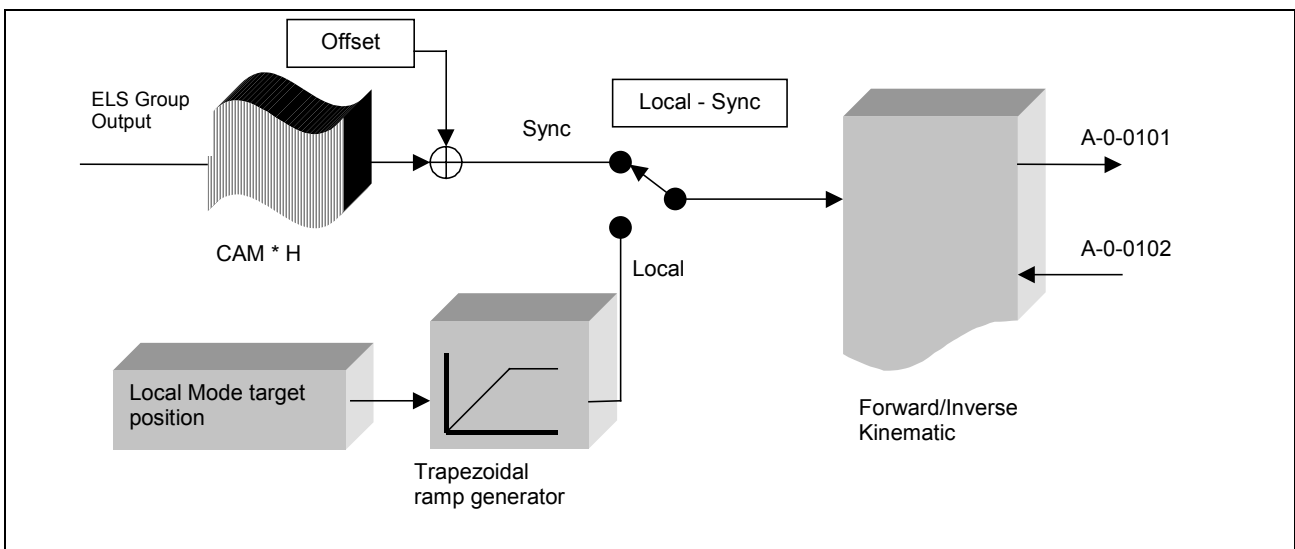 Offset
ELS Group
Output
Local - Sync
Sync
A-0-0101
CAM * H
A-0-0102
Local
Local Mode target
position
Forward/Inverse
Kinematic
Trapezoidal
ramp generator